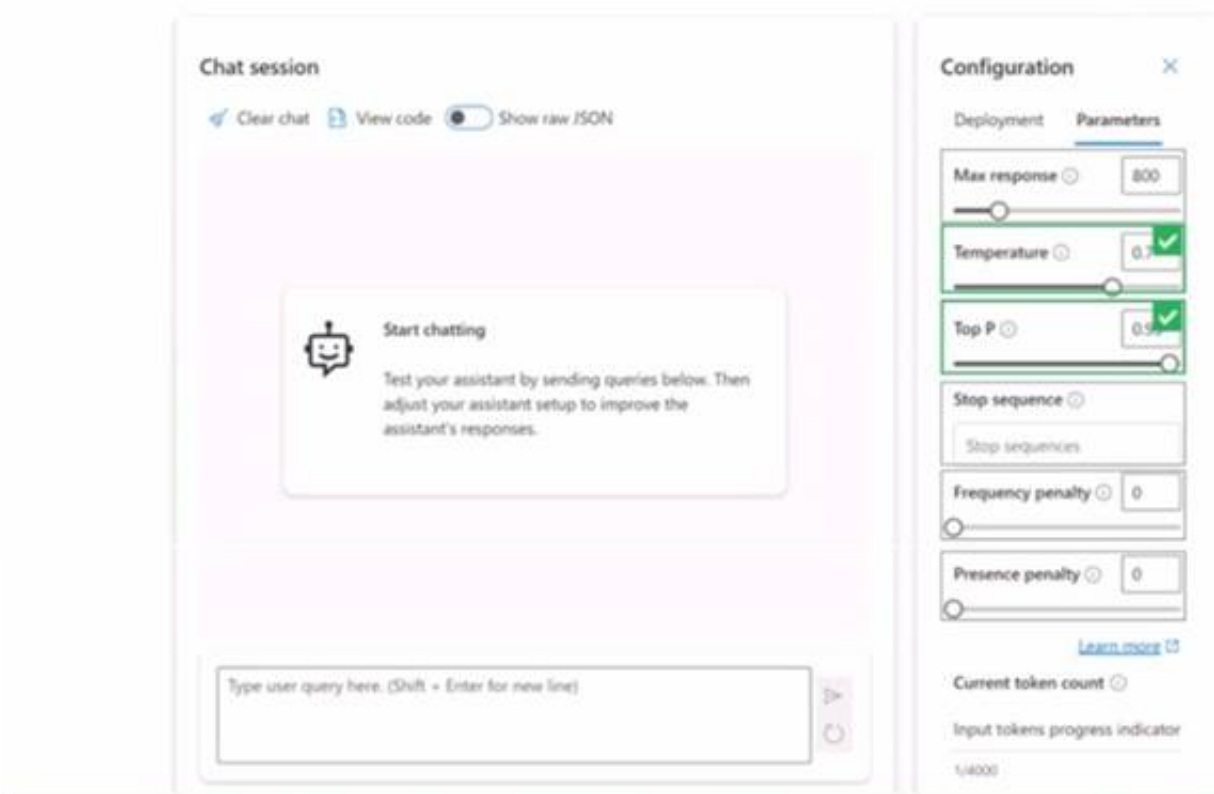 Chat session
Clear chat
View code
Show raw JSON
Start chatting
Test your assistant by sending queries below. Then
adjust your assistant setup to improve the
assistant's responses.
Type user query here. (Shift + Enter for new line)
Configuration
Deployment
Parameters
Max response
800
Temperature
0.7
Top P
Stop sequence
Stop sequences
Frequency penalty
0
Presence penalty
0
Learn more
Current token count
Input tokens progress indicator
1/4000